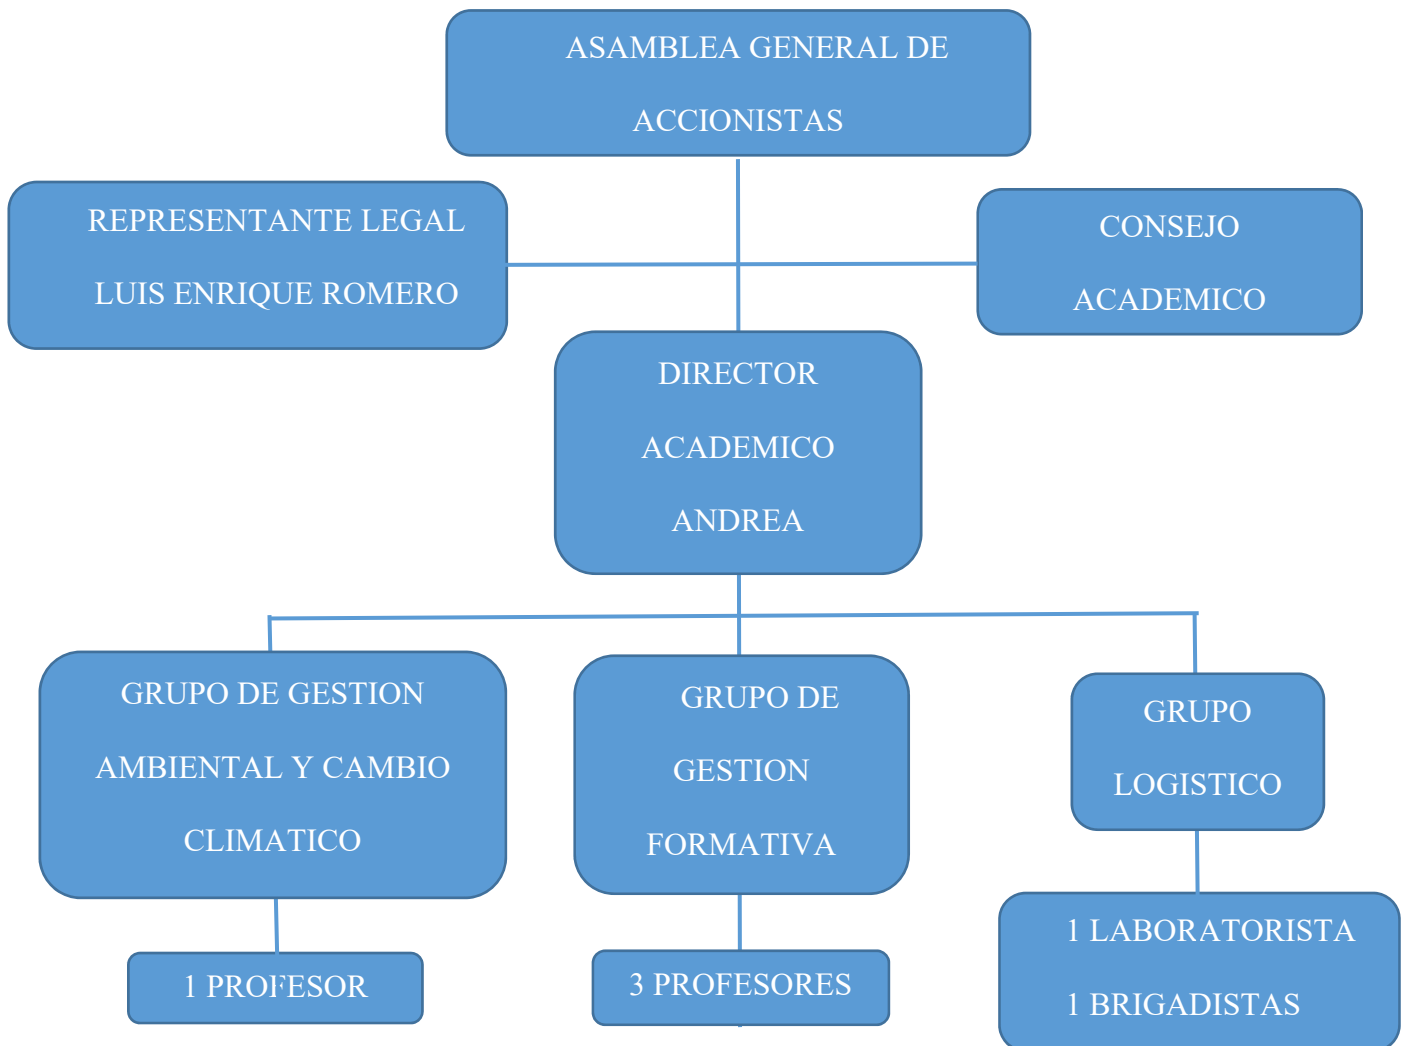 ASAMBLEA GENERAL DE
ACCIONISTAS
REPRESENTANTE LEGAL
LUIS ENRIQUE ROMERO
CONSEJO
ACADEMICO
DIRECTOR
ACADEMICO
ANDREA
GRUPO DE GESTION
AMBIENTAL Y CAMBIO
CLIMATICO
GRUPO DE
GESTION
FORMATIVA
GRUPO
LOGISTICO
1 PROFESOR
3 PROFESORES
1 LABORATORISTA
1 BRIGADISTAS